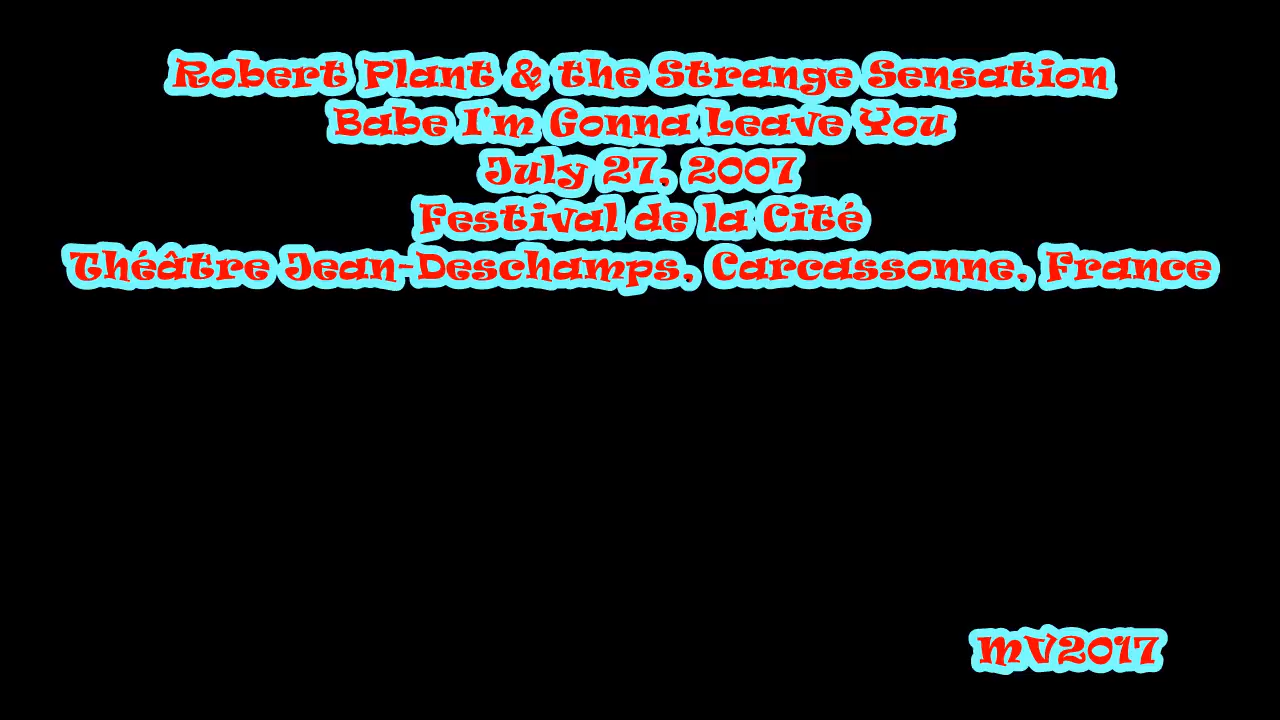 Robert Plant & the Strange Sensation
Babe I'm Gonna Leave You
July 27, 2007
Festival de la Cité
Théâtre Jean-Deschamps, Carcassonne, France
MV2017